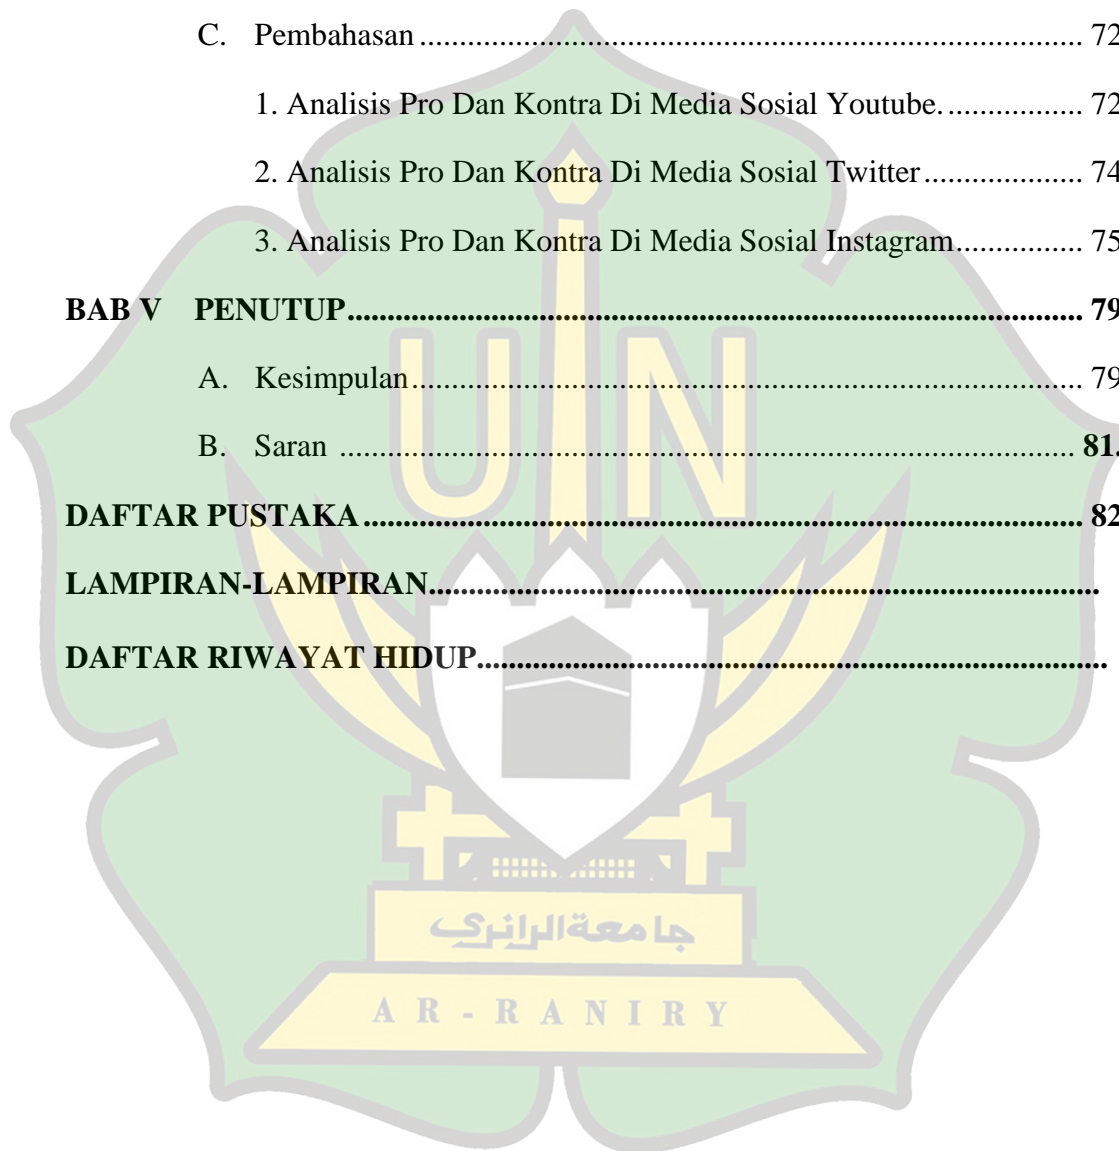 C. Pembahasan ................................................................................... 72
1. Analisis Pro Dan Kontra Di Media Sosial Youtube. ................. 72
2. Analisis Pro Dan Kontra Di Media Sosial Twitter .................... 74
3. Analisis Pro Dan Kontra Di Media Sosial Instagram................ 75
BAB V PENUTUP............................................................................................ 79
A. Kesimpulan.................................................................................... 79
B. Saran ............................................................................................ 81.
DAFTAR PUSTAKA .......................................................................................... 82
LAMPIRAN-LAMPIRAN....................................................................................
DAFTAR RIWAYAT HIDUP...............................................................................
UIN
جامعة الرانري
AR-RANIRY